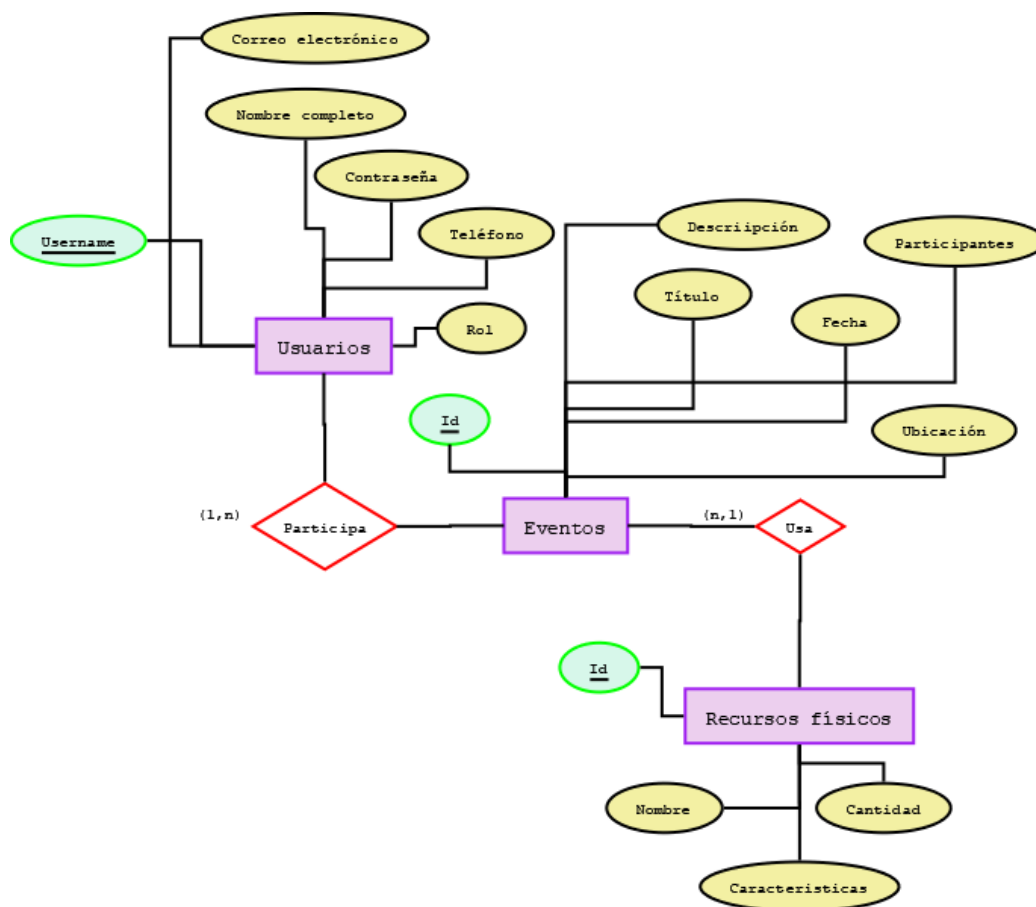 Correo electrónico
Nombre completo
Contraseña
Username
Teléfono
Descriipción
Participantes
Título
Fecha
Rol
Usuarios
Id
Ubicación
(1,n)
Participa
Eventos
(n,1)
Usa
Id
Recursos físicos
Nombre
Cantidad
Caracteristicas